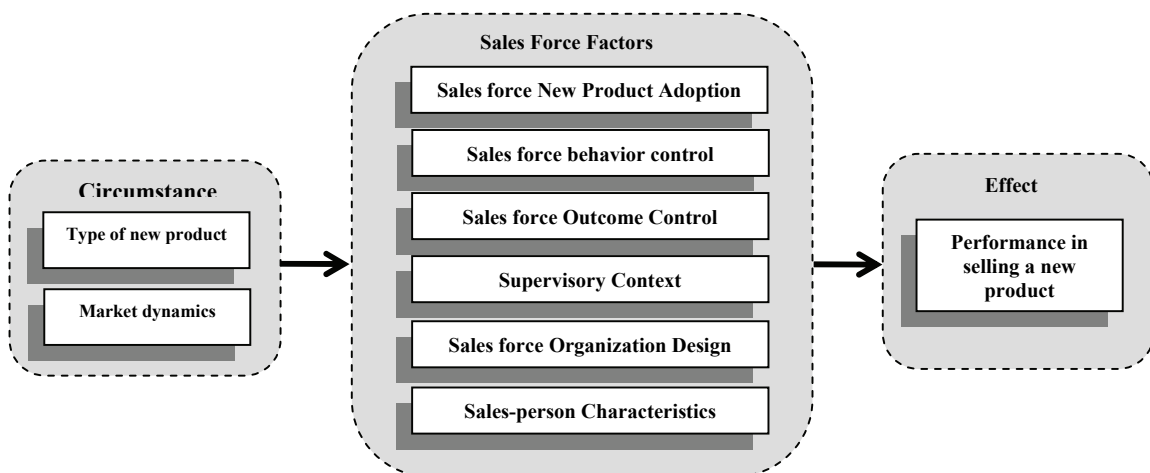 Circumstance
Type of new product
Market dynamics
Sales Force Factors
Sales force New Product Adoption
Sales force behavior control
Sales force Outcome Control
Supervisory Context
Sales force Organization Design
Sales-person Characteristics
Effect
Performance in
selling a new
product